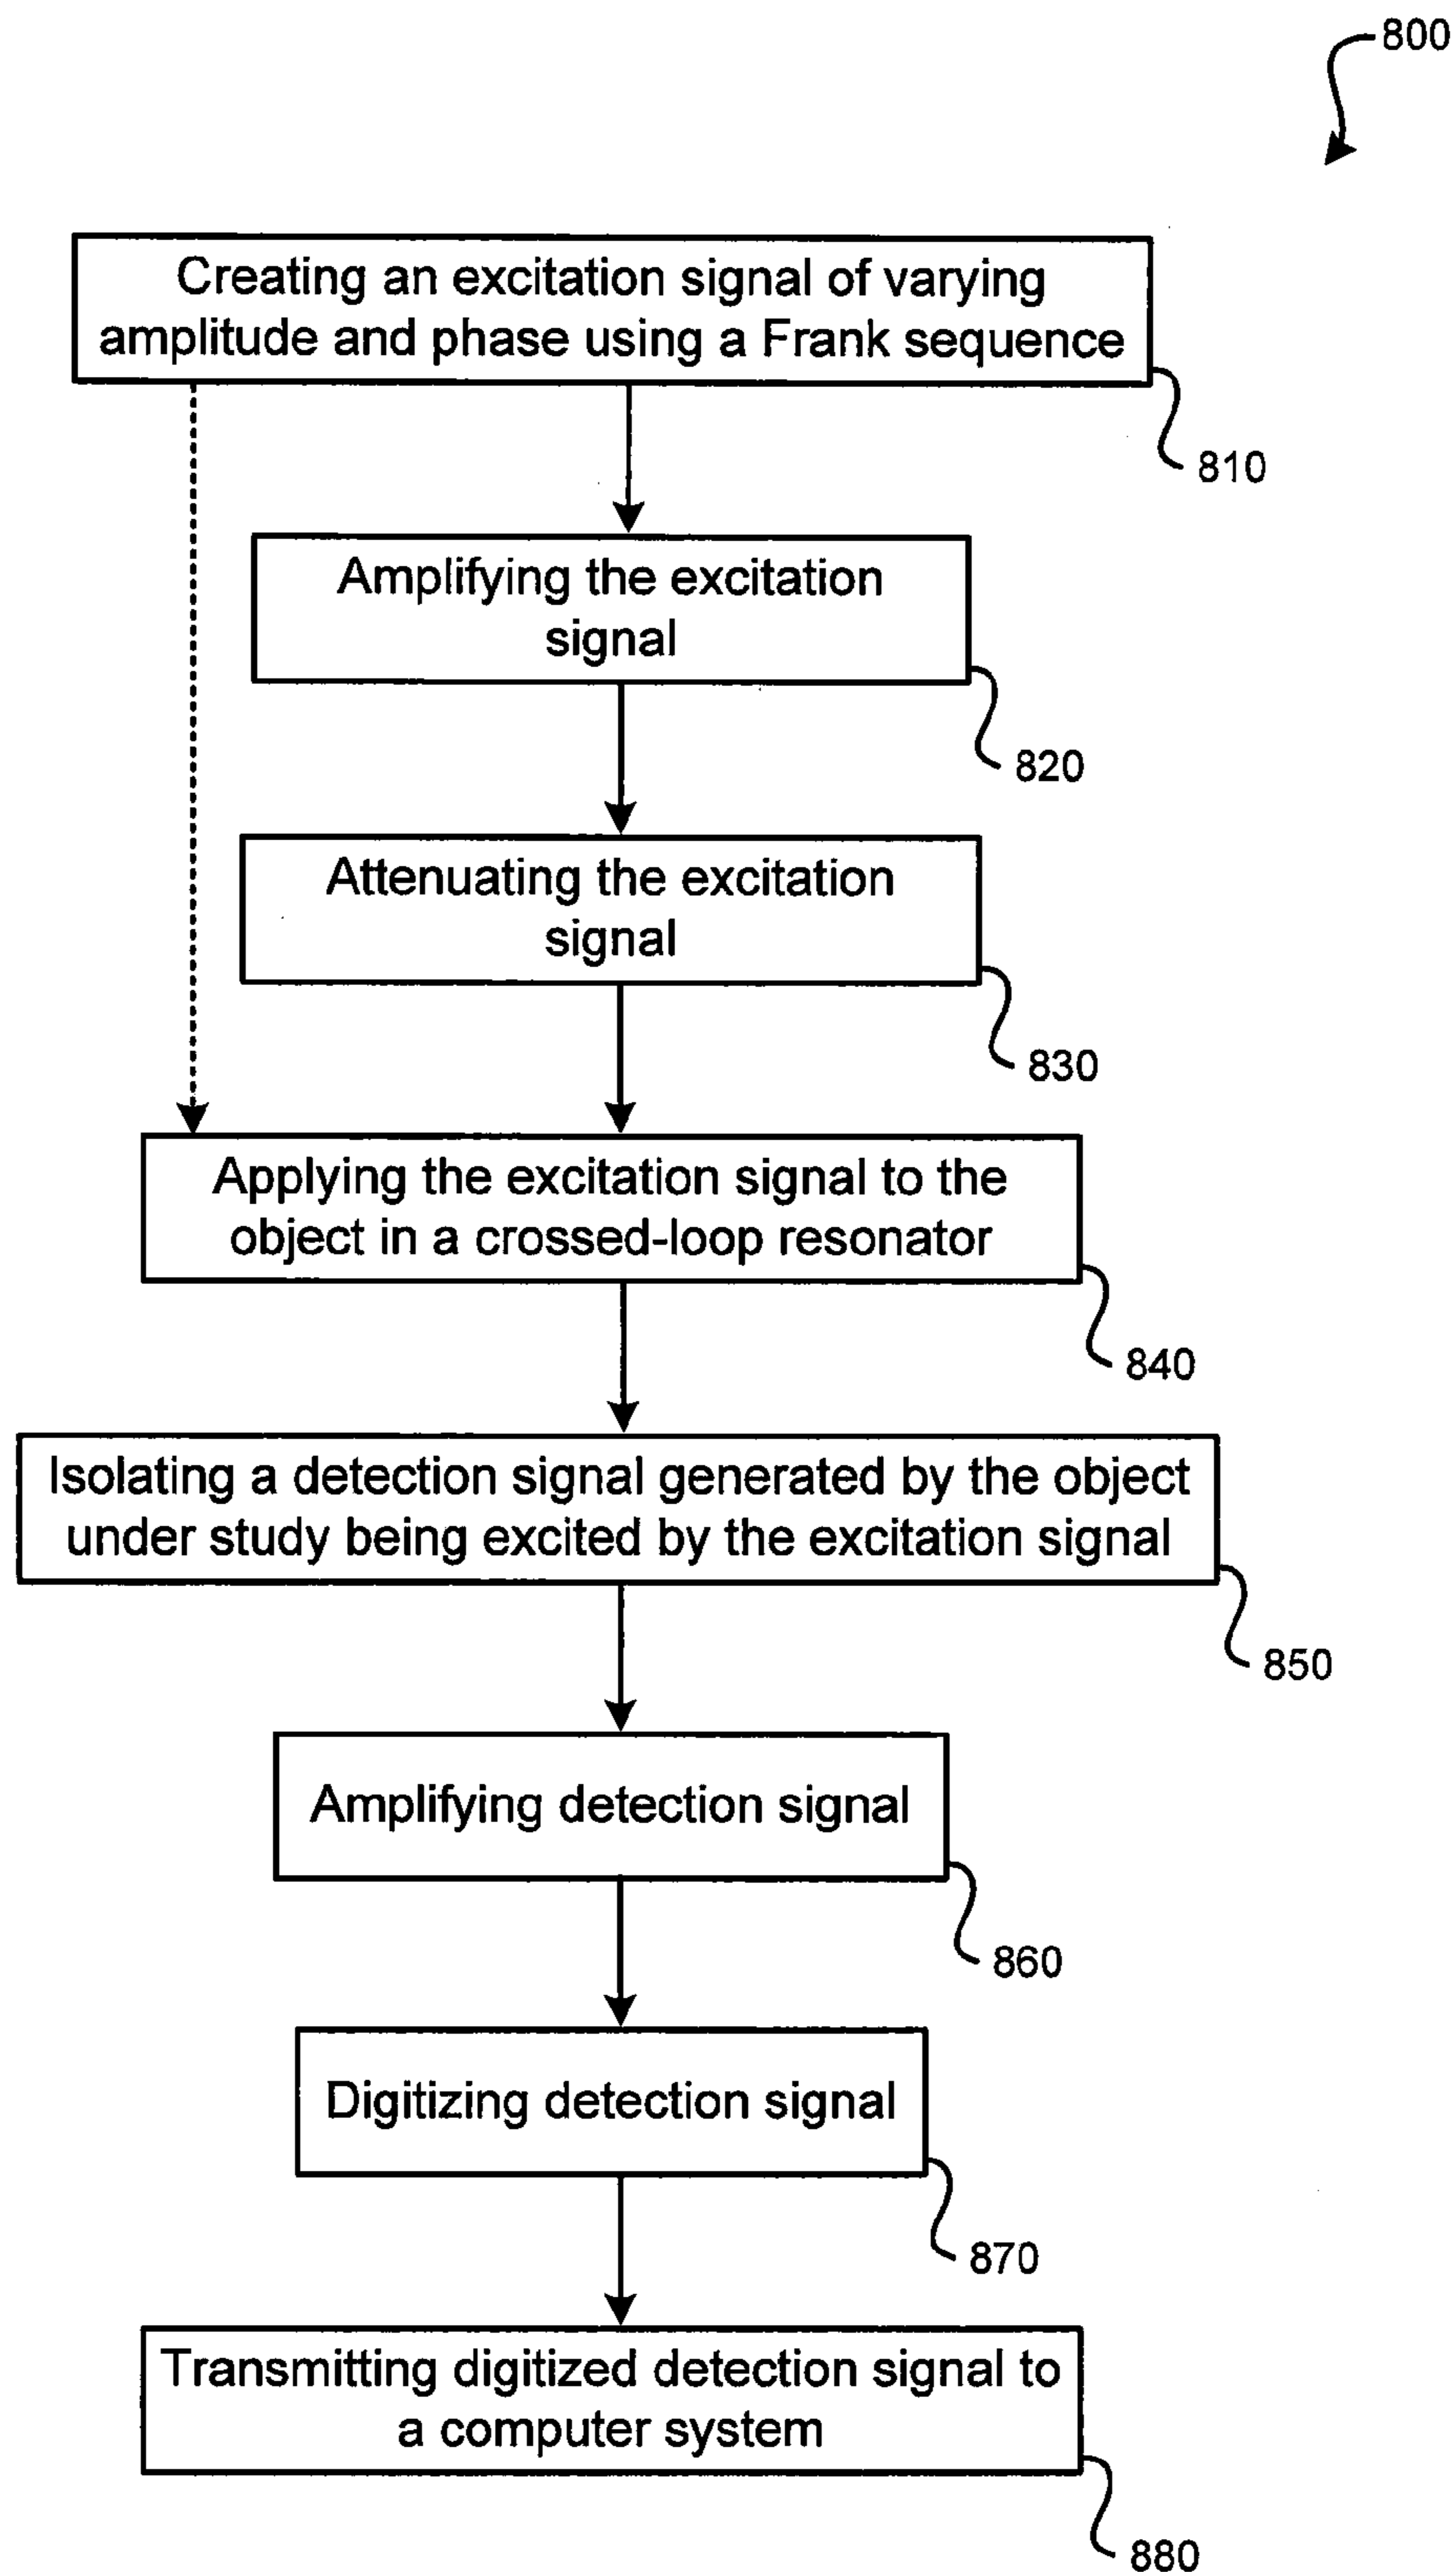 800
Creating an excitation signal of varying
amplitude and phase using a Frank sequence
810
Amplifying the excitation
signal
820
Attenuating the excitation
signal
830
Applying the excitation signal to the
object in a crossed-loop resonator
840
Isolating a detection signal generated by the object
under study being excited by the excitation signal
850
Amplifying detection signal
860
Digitizing detection signal
870
Transmitting digitized detection signal to
a computer system
880